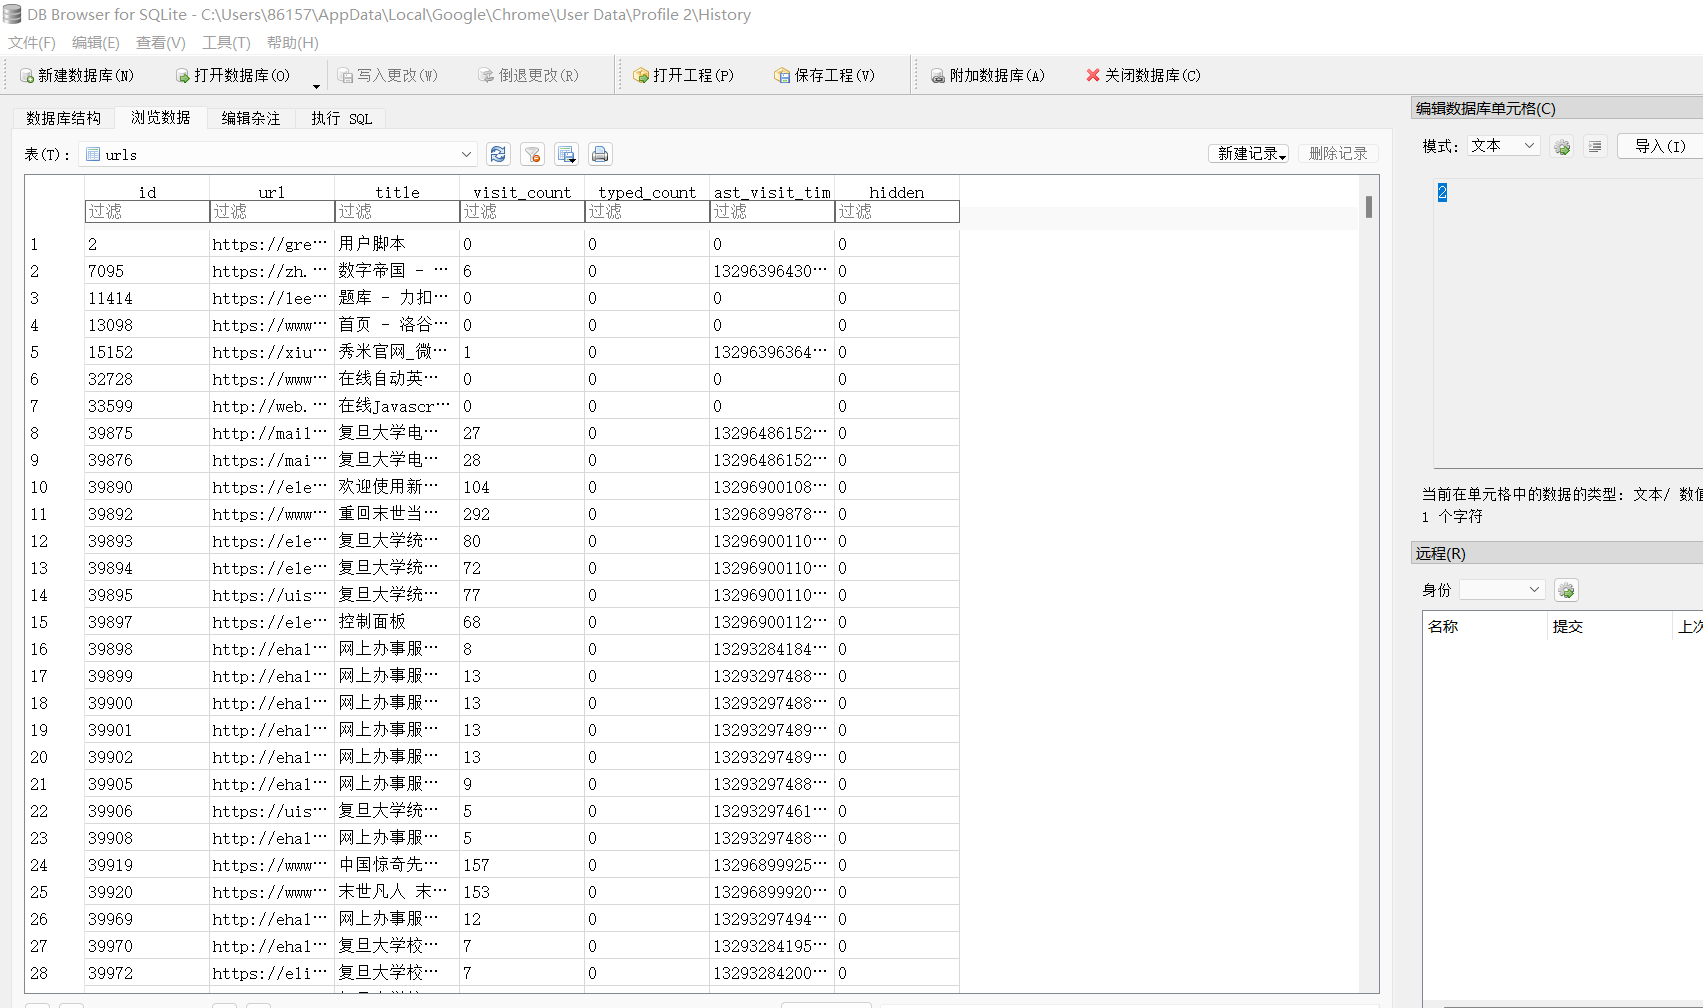 DB Browser for SQLite - C:\Users\86157\AppData\Local\Google\Chrome\User Data\Profile 2\History
文件(F) 编辑(E) 查看(V) 工具(T) 帮助(H)
新建数据库(N) 打开数据库(O) 写入更改(W) 倒退更改(R) 打开工程(P) 保存工程(V) 附加数据库(A) 关闭数据库(C)
数据库结构 浏览数据 编辑杂注 执行 SQL
表(T): urls
新建记录 删除记录
id url title visit_count typed_count ast_visit_tim hidden
过滤 过滤 过滤 过滤 过滤 过滤 过滤
1 2 https://gre… 用户脚本 0 0 0 0
2 7095 https://zh.… 数字帝国 - … 6 0 13296396430… 0
3 11414 https://lee… 题库 - 力扣… 0 0 0 0
4 13098 https://www… 首页 - 洛谷… 0 0 0 0
5 15152 https://xiu… 秀米官网_微… 1 0 13296396364… 0
6 32728 https://www… 在线自动英… 0 0 0 0
7 33599 http://web.… 在线Javascr… 0 0 0 0
8 39875 http://mail… 复旦大学电… 27 0 13296486152… 0
9 39876 https://mai… 复旦大学电… 28 0 13296486152… 0
10 39890 https://ele… 欢迎使用新… 104 0 13296900108… 0
11 39892 https://www… 重回末世当… 292 0 13296899878… 0
12 39893 https://ele… 复旦大学统… 80 0 13296900110… 0
13 39894 https://ele… 复旦大学统… 72 0 13296900110… 0
14 39895 https://uis… 复旦大学统… 77 0 13296900110… 0
15 39897 https://ele… 控制面板 68 0 13296900112… 0
16 39898 http://ehal… 网上办事服… 8 0 13293284184… 0
17 39899 http://ehal… 网上办事服… 13 0 13293297488… 0
18 39900 http://ehal… 网上办事服… 13 0 13293297488… 0
19 39901 http://ehal… 网上办事服… 13 0 13293297489… 0
20 39902 http://ehal… 网上办事服… 13 0 13293297489… 0
21 39905 http://ehal… 网上办事服… 9 0 13293297488… 0
22 39906 https://uis… 复旦大学统… 5 0 13293297461… 0
23 39908 http://ehal… 网上办事服… 5 0 13293297488… 0
24 39919 https://www… 中国惊奇先… 157 0 13296899925… 0
25 39920 https://www… 末世凡人 末… 153 0 13296899920… 0
26 39969 http://ehal… 网上办事服… 12 0 13293297494… 0
27 39970 http://ehal… 复旦大学校… 7 0 13293284195… 0
28 39972 https://eli… 复旦大学校… 7 0 13293284200… 0
编辑数据库单元格(C)
模式: 文本 导入(I)
2
当前在单元格中的数据的类型: 文本/ 数值
1 个字符
远程(R)
身份
名称 提交 上次